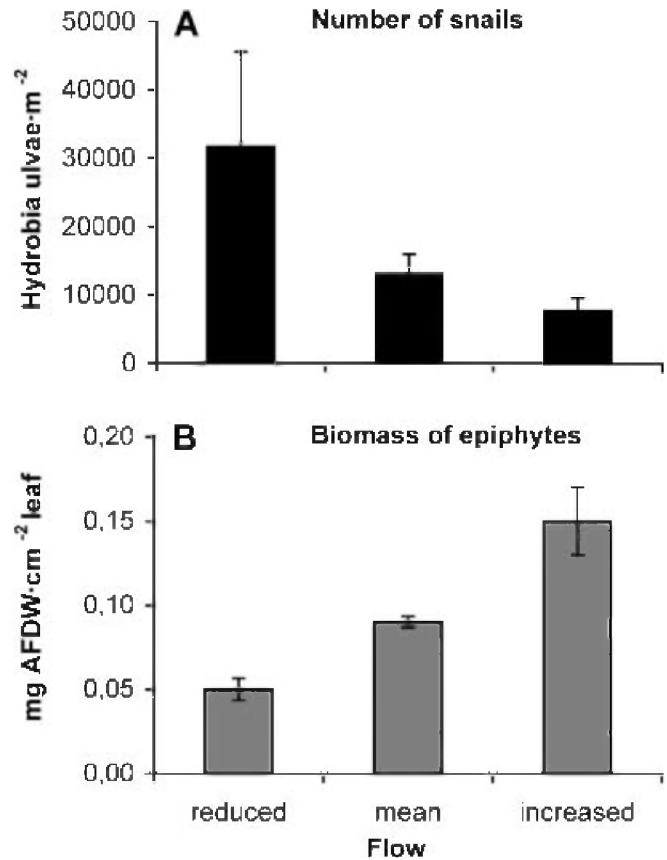 A Number of snails
Hydrobia ulvae·m⁻²
50000
40000
30000
20000
10000
0
B Biomass of epiphytes
mg AFDW·cm⁻² leaf
0,20
0,15
0,10
0,05
0,00
reduced mean increased
Flow